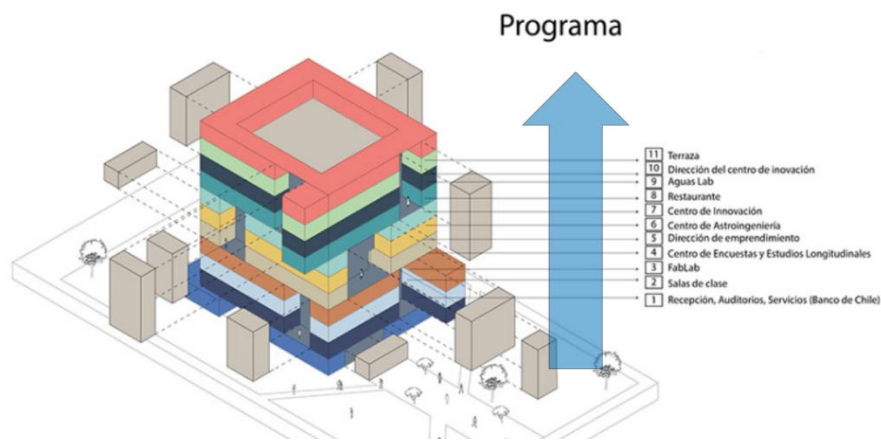 Programa
11 Terraza
10 Dirección del centro de inovación
9 Aguas Lab
8 Restaurante
7 Centro de Innovación
6 Centro de Astroingeniería
5 Dirección de emprendimiento
4 Centro de Encuestas y Estudios Longitudinales
3 FabLab
2 Salas de clase
1 Recepción, Auditorios, Servicios (Banco de Chile)